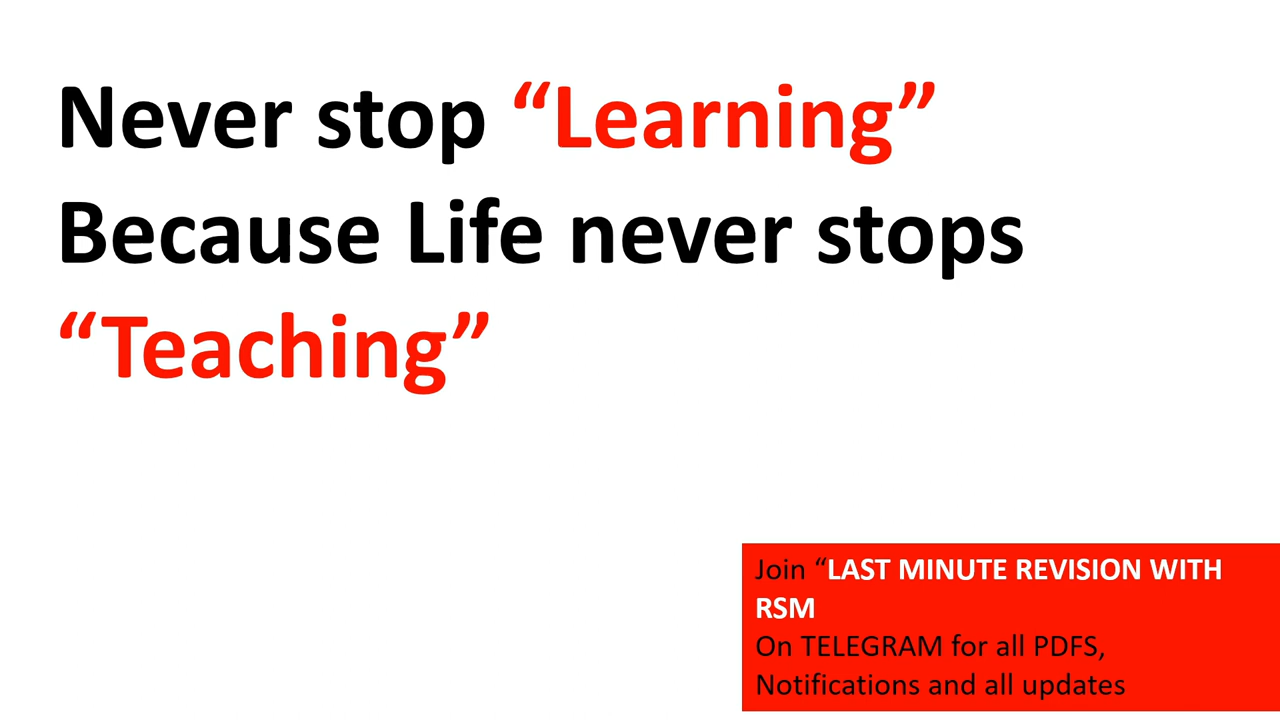 Never stop “Learning”
Because Life never stops
“Teaching”
Join “LAST MINUTE REVISION WITH
RSM
On TELEGRAM for all PDFS,
Notifications and all updates